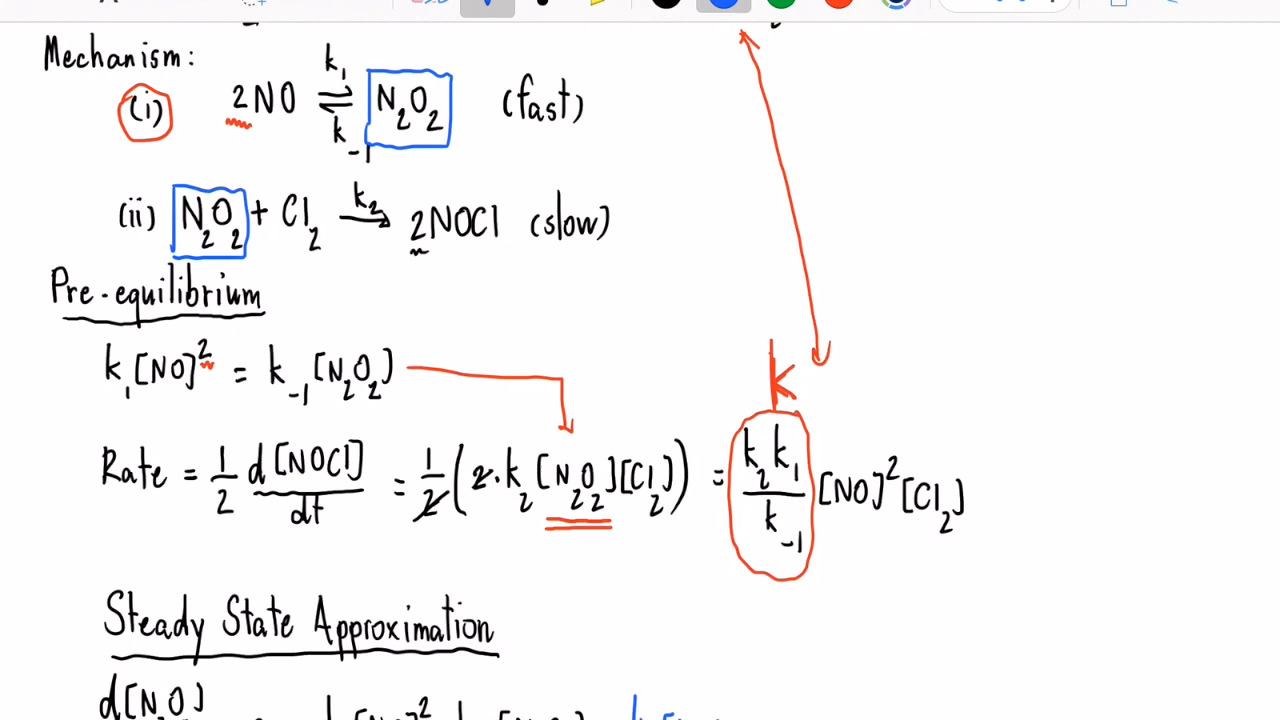 Mechanism:
(i) 2NO ⇌ N₂O₂ (fast)
k₁
k₋₁
(ii) N₂O₂ + Cl₂ → 2NOCl (slow)
k₂
Pre-equilibrium
k₁[NO]² = k₋₁[N₂O₂]
k
Rate = 1/2 d[NOCl]/dt = 1/2 (2·k₂[N₂O₂][Cl₂]) = k₂k₁/k₋₁ [NO]²[Cl₂]
Steady State Approximation